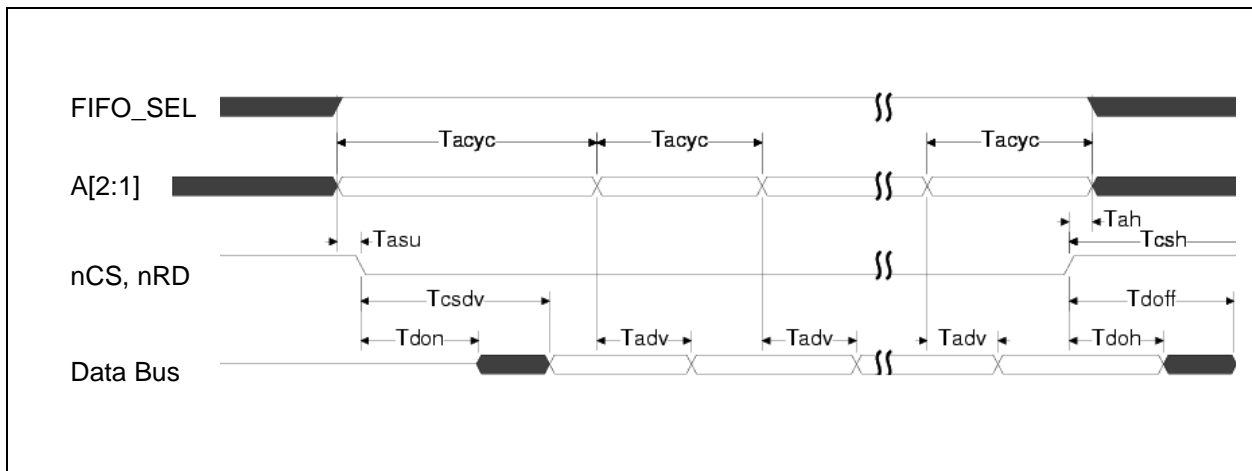 FIFO_SEL
Tacyc Tacyc Tacyc
A[2:1]
Tah
Tasu Tcsh
nCS, nRD
Tcsdv Tdoff
Tdon Tadv Tadv Tadv Tdoh
Data Bus